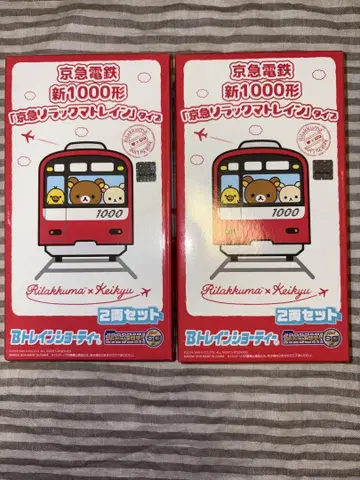 京急電鉄
新1000形
「京急リラックマトレイン」タイプ
1000
Rilakkuma × Keikyu
2両セット
Bトレインショーティー
京急電鉄
新1000形
「京急リラックマトレイン」タイプ
1000
Rilakkuma × Keikyu
2両セット
Bトレインショーティー